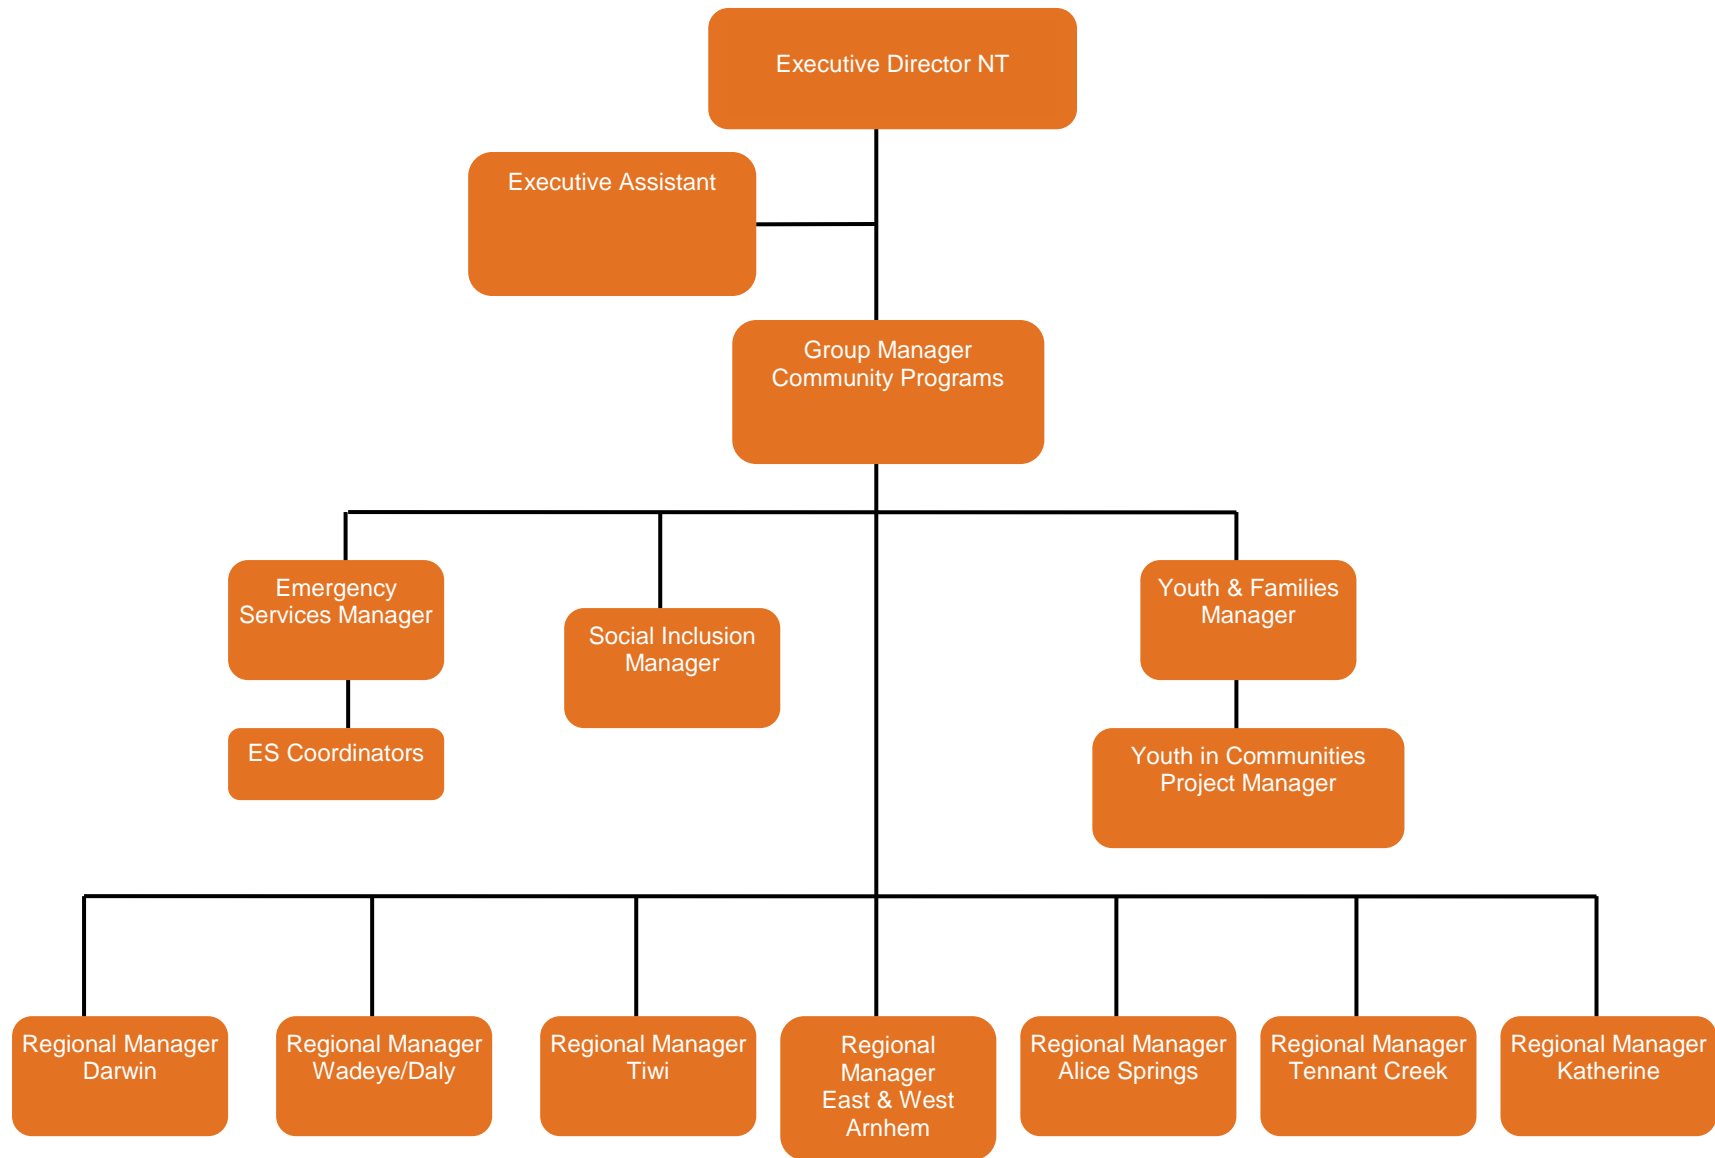 Executive Director NT
Executive Assistant
Group Manager
Community Programs
Emergency
Services Manager
Social Inclusion
Manager
Youth & Families
Manager
ES Coordinators
Youth in Communities
Project Manager
Regional Manager
Darwin
Regional Manager
Wadeye/Daly
Regional Manager
Tiwi
Regional
Manager
East & West
Arnhem
Regional Manager
Alice Springs
Regional Manager
Tennant Creek
Regional Manager
Katherine